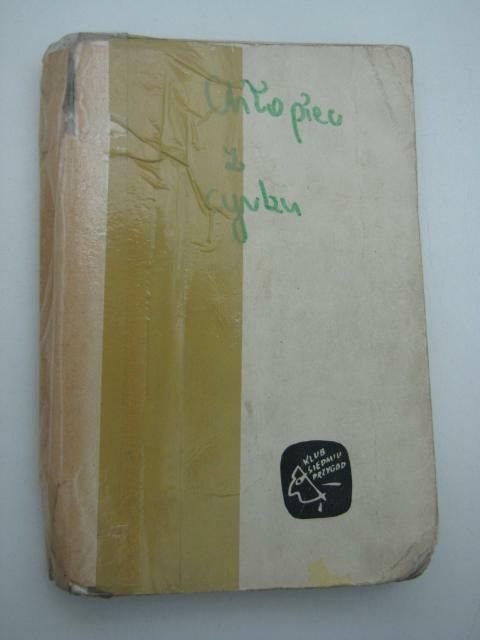 Chłopiec
z
cyrku
KLUB
SIEDMIU
PRZYGÓD